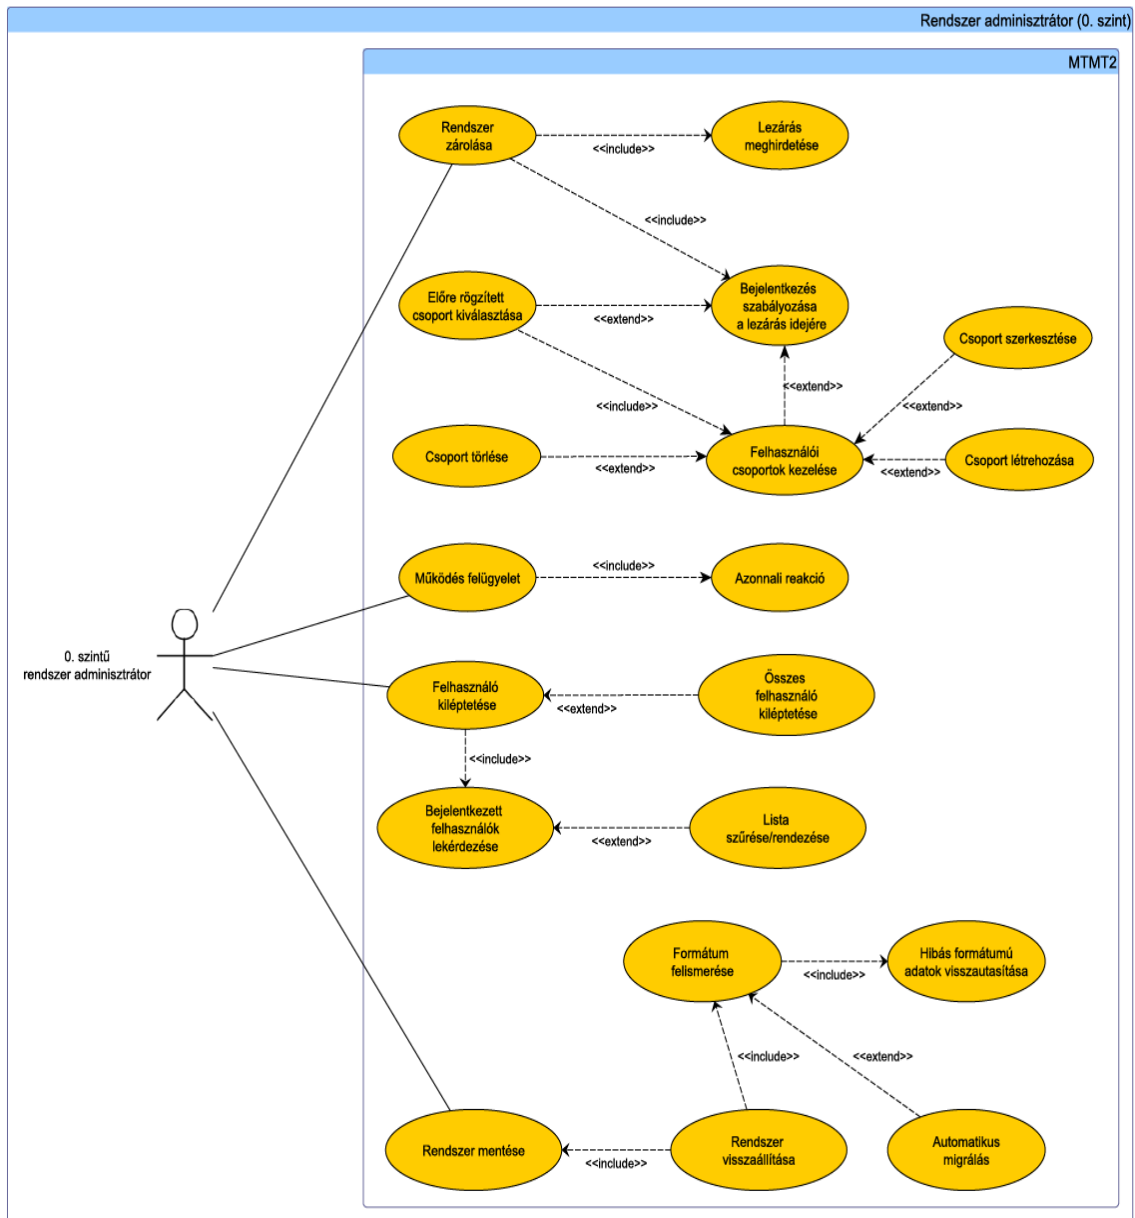 Rendszer adminisztrátor (0. szint)
MTMT2
Rendszer
zárolása
<<include>>
Lezárás
meghirdetése
<<include>>
Előre rögzített
csoport kiválasztása
<<extend>>
Bejelentkezés
szabályozása
a lezárás idejére
Csoport szerkesztése
<<extend>>
<<include>>
<<extend>>
Csoport törlése
<<extend>>
Felhasználói
csoportok kezelése
<<extend>>
Csoport létrehozása
Működés felügyelet
<<include>>
Azonnali reakció
0. szintű
rendszer adminisztrátor
Felhasználó
kiléptetése
<<extend>>
Összes
felhasználó
kiléptetése
<<include>>
Bejelentkezett
felhasználók
lekérdezése
<<extend>>
Lista
szűrése/rendezése
Formátum
felismerése
<<include>>
Hibás formátumú
adatok visszautasítása
<<include>>
<<extend>>
Rendszer mentése
<<include>>
Rendszer
visszaállítása
Automatikus
migrálás